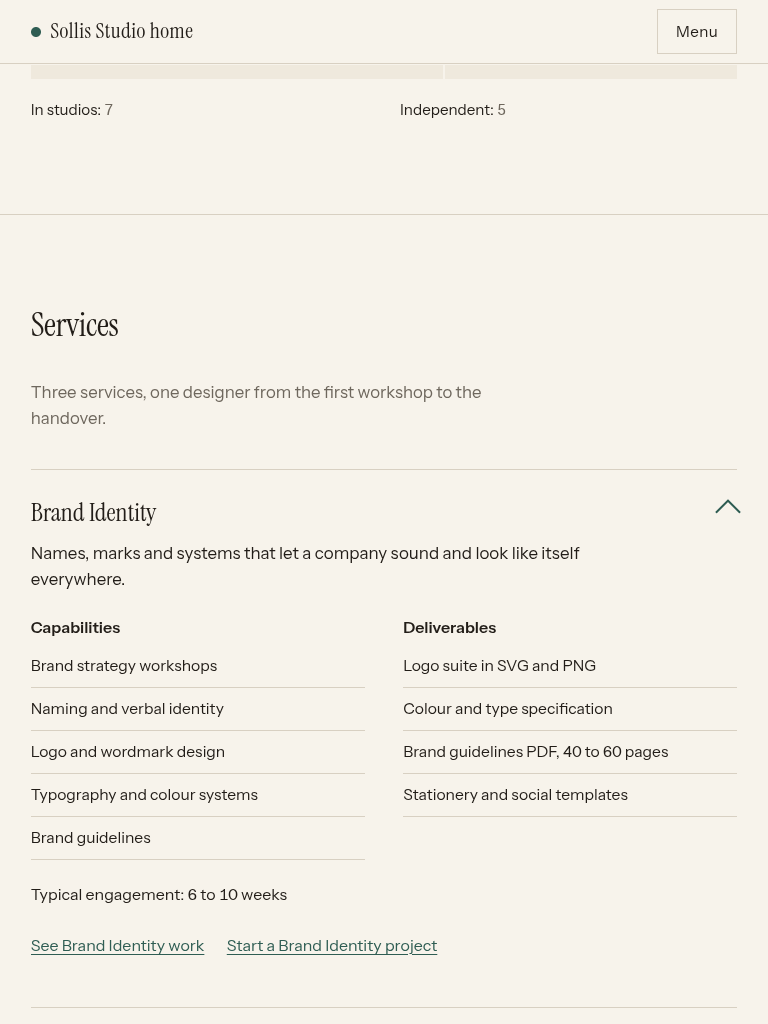 Sollis Studio home
Menu
In studios: 7
Independent: 5
Services
Three services, one designer from the first workshop to the
handover.
Brand Identity
Names, marks and systems that let a company sound and look like itself
everywhere.
Capabilities
Brand strategy workshops
Naming and verbal identity
Logo and wordmark design
Typography and colour systems
Brand guidelines
Deliverables
Logo suite in SVG and PNG
Colour and type specification
Brand guidelines PDF, 40 to 60 pages
Stationery and social templates
Typical engagement: 6 to 10 weeks
See Brand Identity work
Start a Brand Identity project